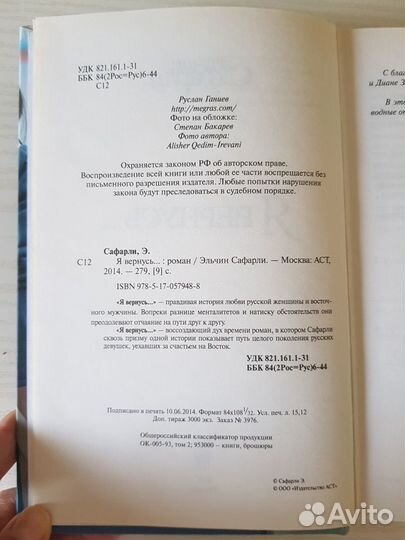 УДК 821.161.1-31
ББК 84(2Рос=Рус)6-44
С12
Руслан Ганиев
http://megras.com/
Фото на обложке:
Степан Бакарев
Фото автора:
Alisher Qedim-Irevani
Охраняется законом РФ об авторском праве.
Воспроизведение всей книги или любой ее части воспрещается без
письменного разрешения издателя. Любые попытки нарушения
закона будут преследоваться в судебном порядке.
Сафарли, Э.
С12 Я вернусь... : роман / Эльчин Сафарли. — Москва: АСТ,
2014. — 279, [9] с.
ISBN 978-5-17-057948-8
«Я вернусь...» — правдивая история любви русской женщины и восточ-
ного мужчины. Вопреки разнице менталитетов и натиску обстоятельств они
преодолевают отчаяние на пути друг к другу.
«Я вернусь...» — воссоздающий дух времени роман, в котором Сафарли
сквозь призму одной истории показывает путь целого поколения русских
девушек, уехавших за счастьем на Восток.
УДК 821.161.1-31
ББК 84(2Рос=Рус)6-44
Подписано в печать 10.06.2014. Формат 84x108 1/32. Усл. печ. л. 15,12
Доп. тираж 3000 экз. Заказ № 3976.
Общероссийский классификатор продукции
ОК-005-93, том 2; 953000 — книги, брошюры
© Сафарли Э.
© ООО «Издательство АСТ»
С бла
и Диане З
В эте
водные ок
Avito